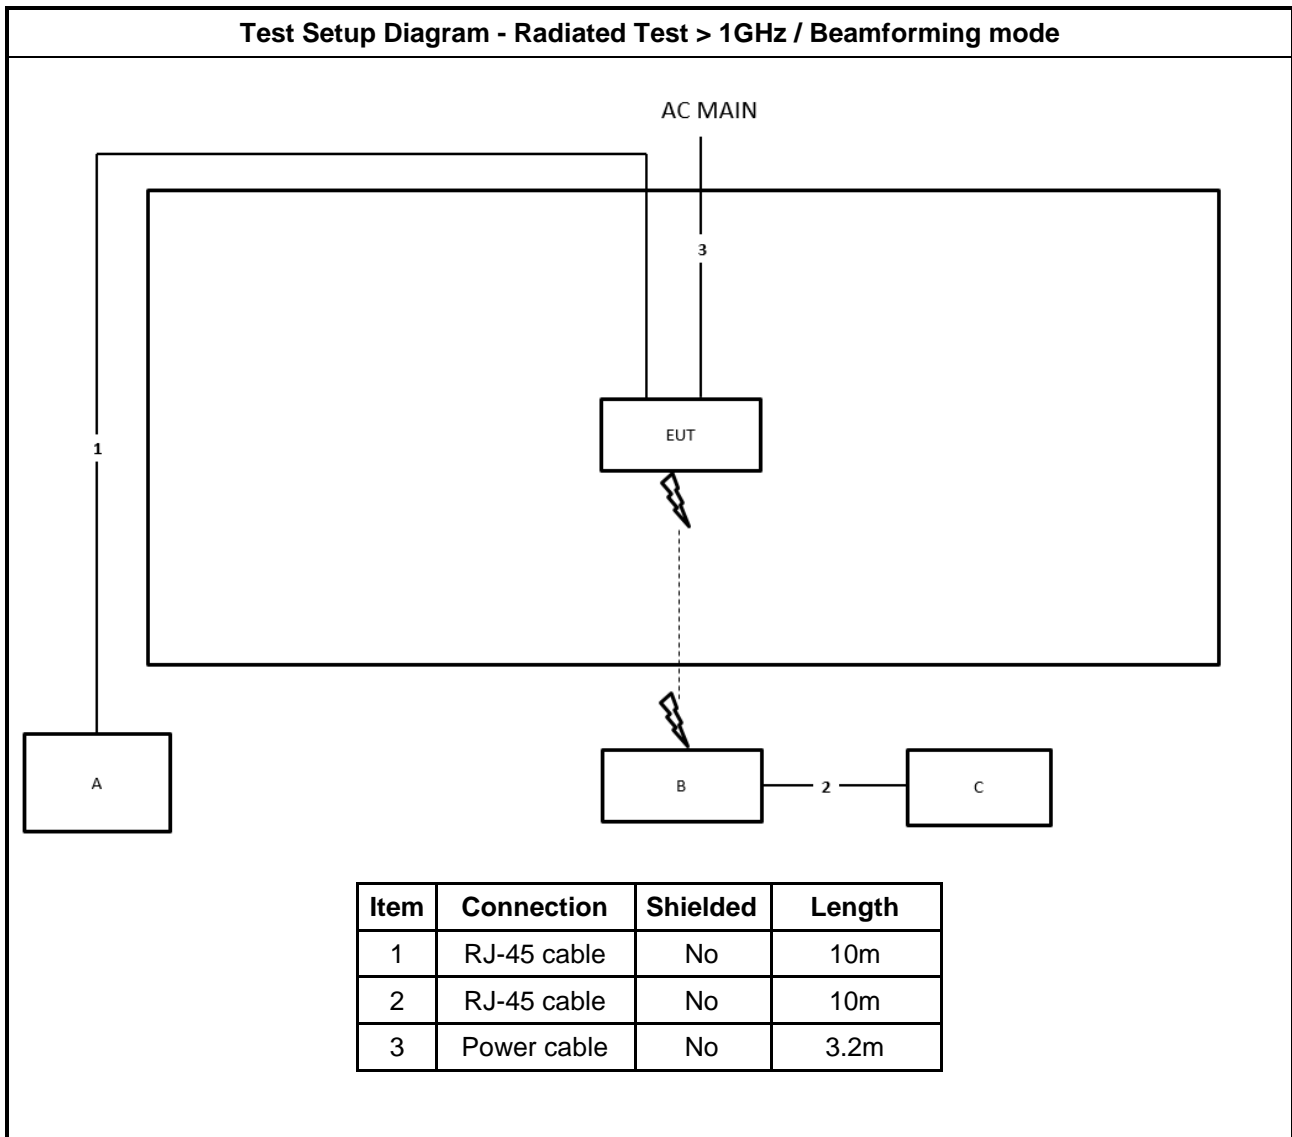 Test Setup Diagram - Radiated Test > 1GHz / Beamforming mode
AC MAIN
3
EUT
1
A
B
2
C
Item Connection Shielded Length
1 RJ-45 cable No 10m
2 RJ-45 cable No 10m
3 Power cable No 3.2m